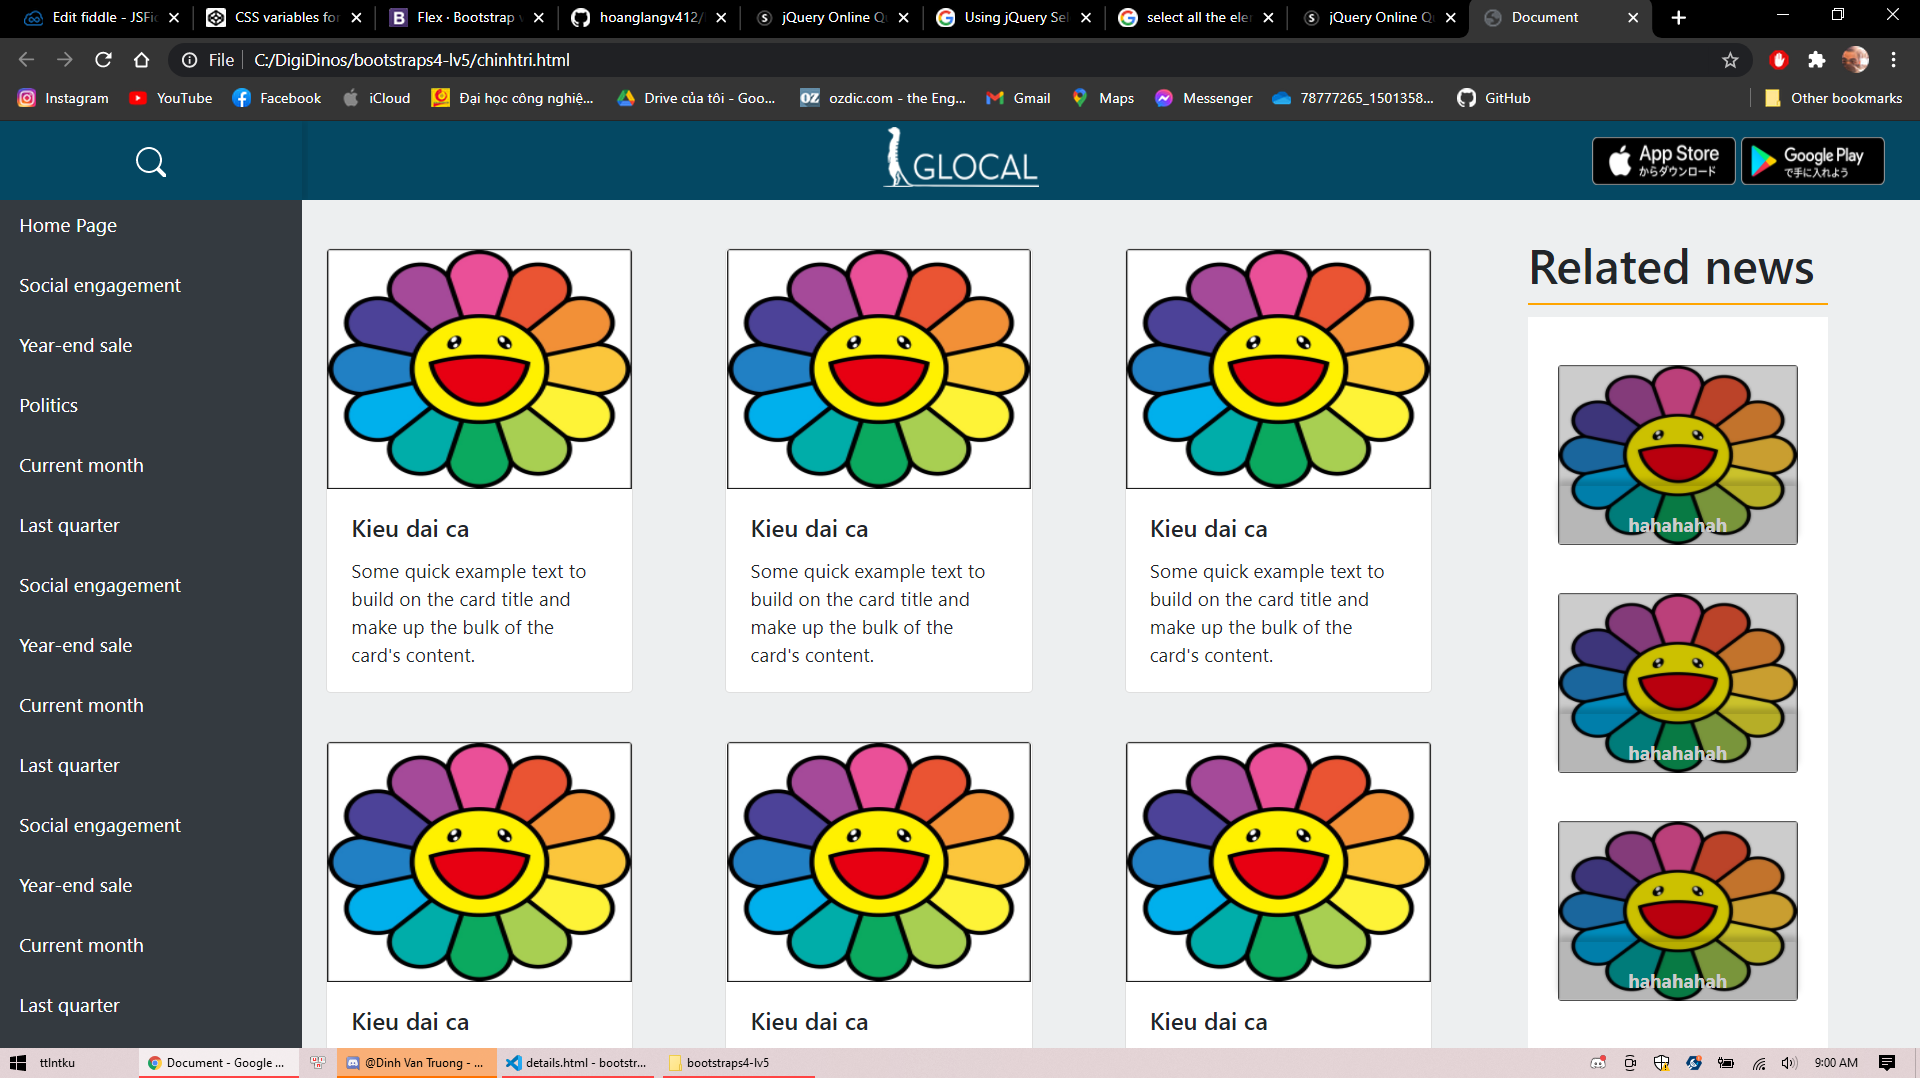 Edit fiddle - JSFi
CSS variables for
Flex · Bootstrap v
hoanglangv412/
jQuery Online Q
Using jQuery Sel
select all the eler
jQuery Online Q
Document
File
C:/DigiDinos/bootstraps4-lv5/chinhtri.html
Instagram
YouTube
Facebook
iCloud
Đại học công nghiệ...
Drive của tôi - Goo...
OZ
ozdic.com - the Eng...
Gmail
Maps
Messenger
78777265_1501358...
GitHub
Other bookmarks
GLOCAL
App Store
からダウンロード
Google Play
で手に入れよう
Home Page
Social engagement
Year-end sale
Politics
Current month
Last quarter
Social engagement
Year-end sale
Current month
Last quarter
Social engagement
Year-end sale
Current month
Last quarter
Kieu dai ca
Some quick example text to
build on the card title and
make up the bulk of the
card's content.
Kieu dai ca
Some quick example text to
build on the card title and
make up the bulk of the
card's content.
Kieu dai ca
Some quick example text to
build on the card title and
make up the bulk of the
card's content.
Kieu dai ca
Kieu dai ca
Kieu dai ca
Related news
hahahahah
hahahahah
hahahahah
ttlntku
Document - Google ...
@Dinh Van Truong - ...
details.html - bootstr...
bootstraps4-lv5
9:00 AM